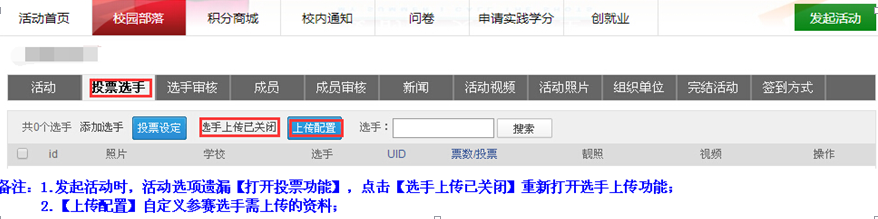 活动首页 校园部落 积分商城 校内通知 问卷 申请实践学分 创就业 发起活动
活动 投票选手 选手审核 成员 成员审核 新闻 活动视频 活动照片 组织单位 完结活动 签到方式
共0个选手 添加选手 投票设定 选手上传已关闭 上传配置 选手： 搜索
id 照片 学校 选手 UID 票数/投票 靓照 视频 操作
备注：1.发起活动时，活动选项遗漏【打开投票功能】，点击【选手上传已关闭】重新打开选手上传功能；
2.【上传配置】自定义参赛选手需上传的资料；